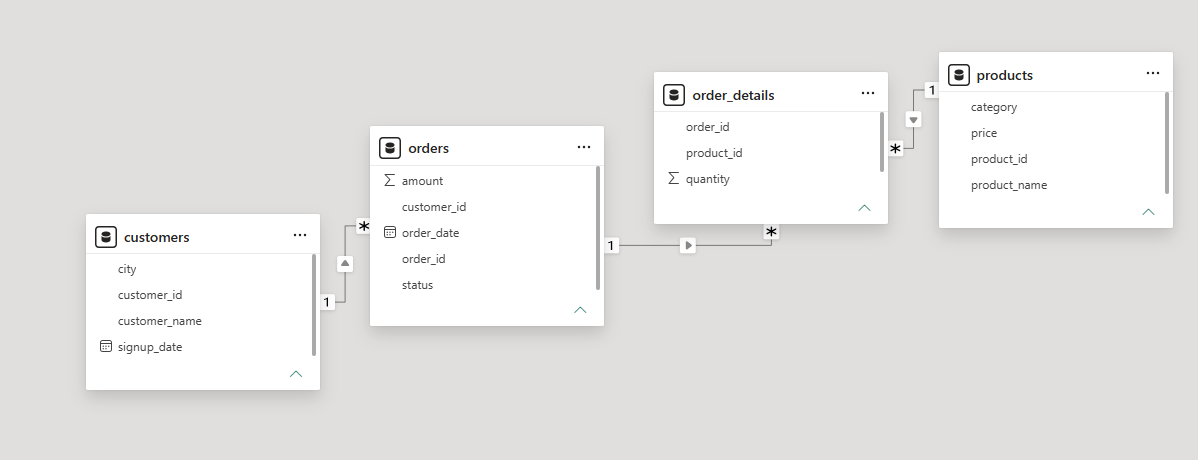 customers
city
customer_id
customer_name
signup_date
1
*
orders
Σ amount
customer_id
order_date
order_id
status
1
*
order_details
order_id
product_id
Σ quantity
*
1
products
category
price
product_id
product_name